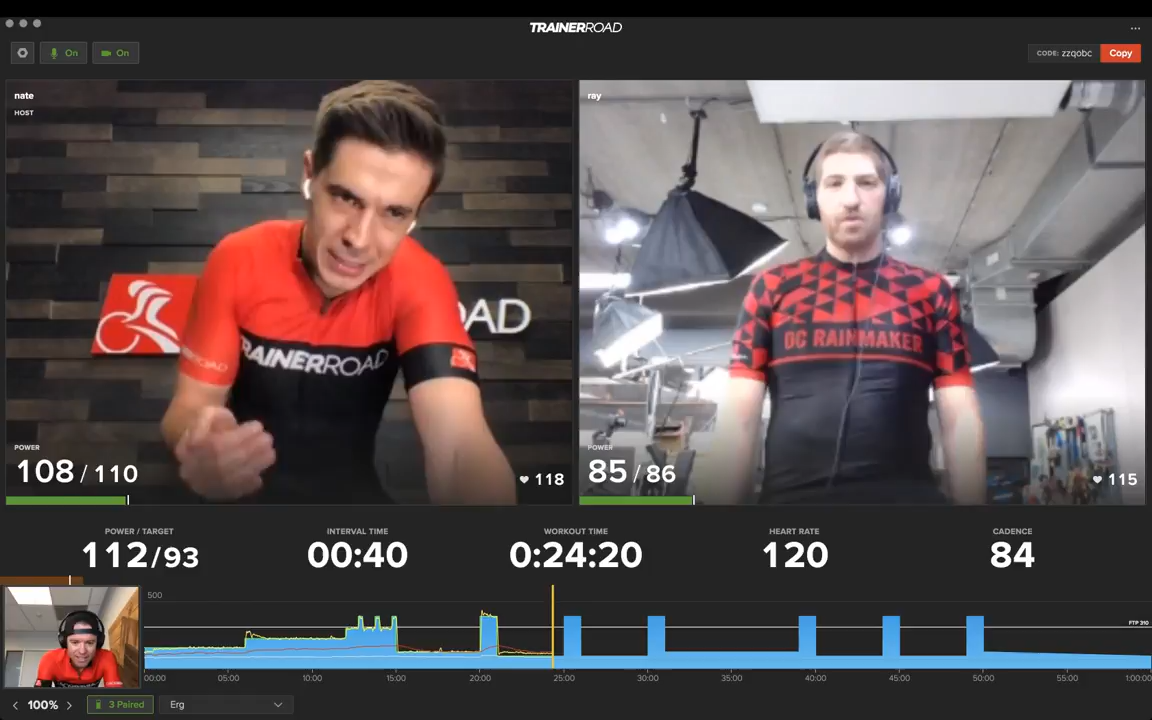 TRAINERROAD
On
On
CODE: zzqobc
Copy
nate
HOST
ray
ROAD
TRAINERROAD
OAD
DC RAINMAKER
POWER
108 / 110
118
POWER
85 / 86
115
POWER / TARGET
INTERVAL TIME
WORKOUT TIME
HEART RATE
CADENCE
112/93
00:40
0:24:20
120
84
500
FTP 310
00:00
05:00
10:00
15:00
20:00
25:00
30:00
35:00
40:00
45:00
50:00
55:00
1:00:00
100%
3 Paired
Erg